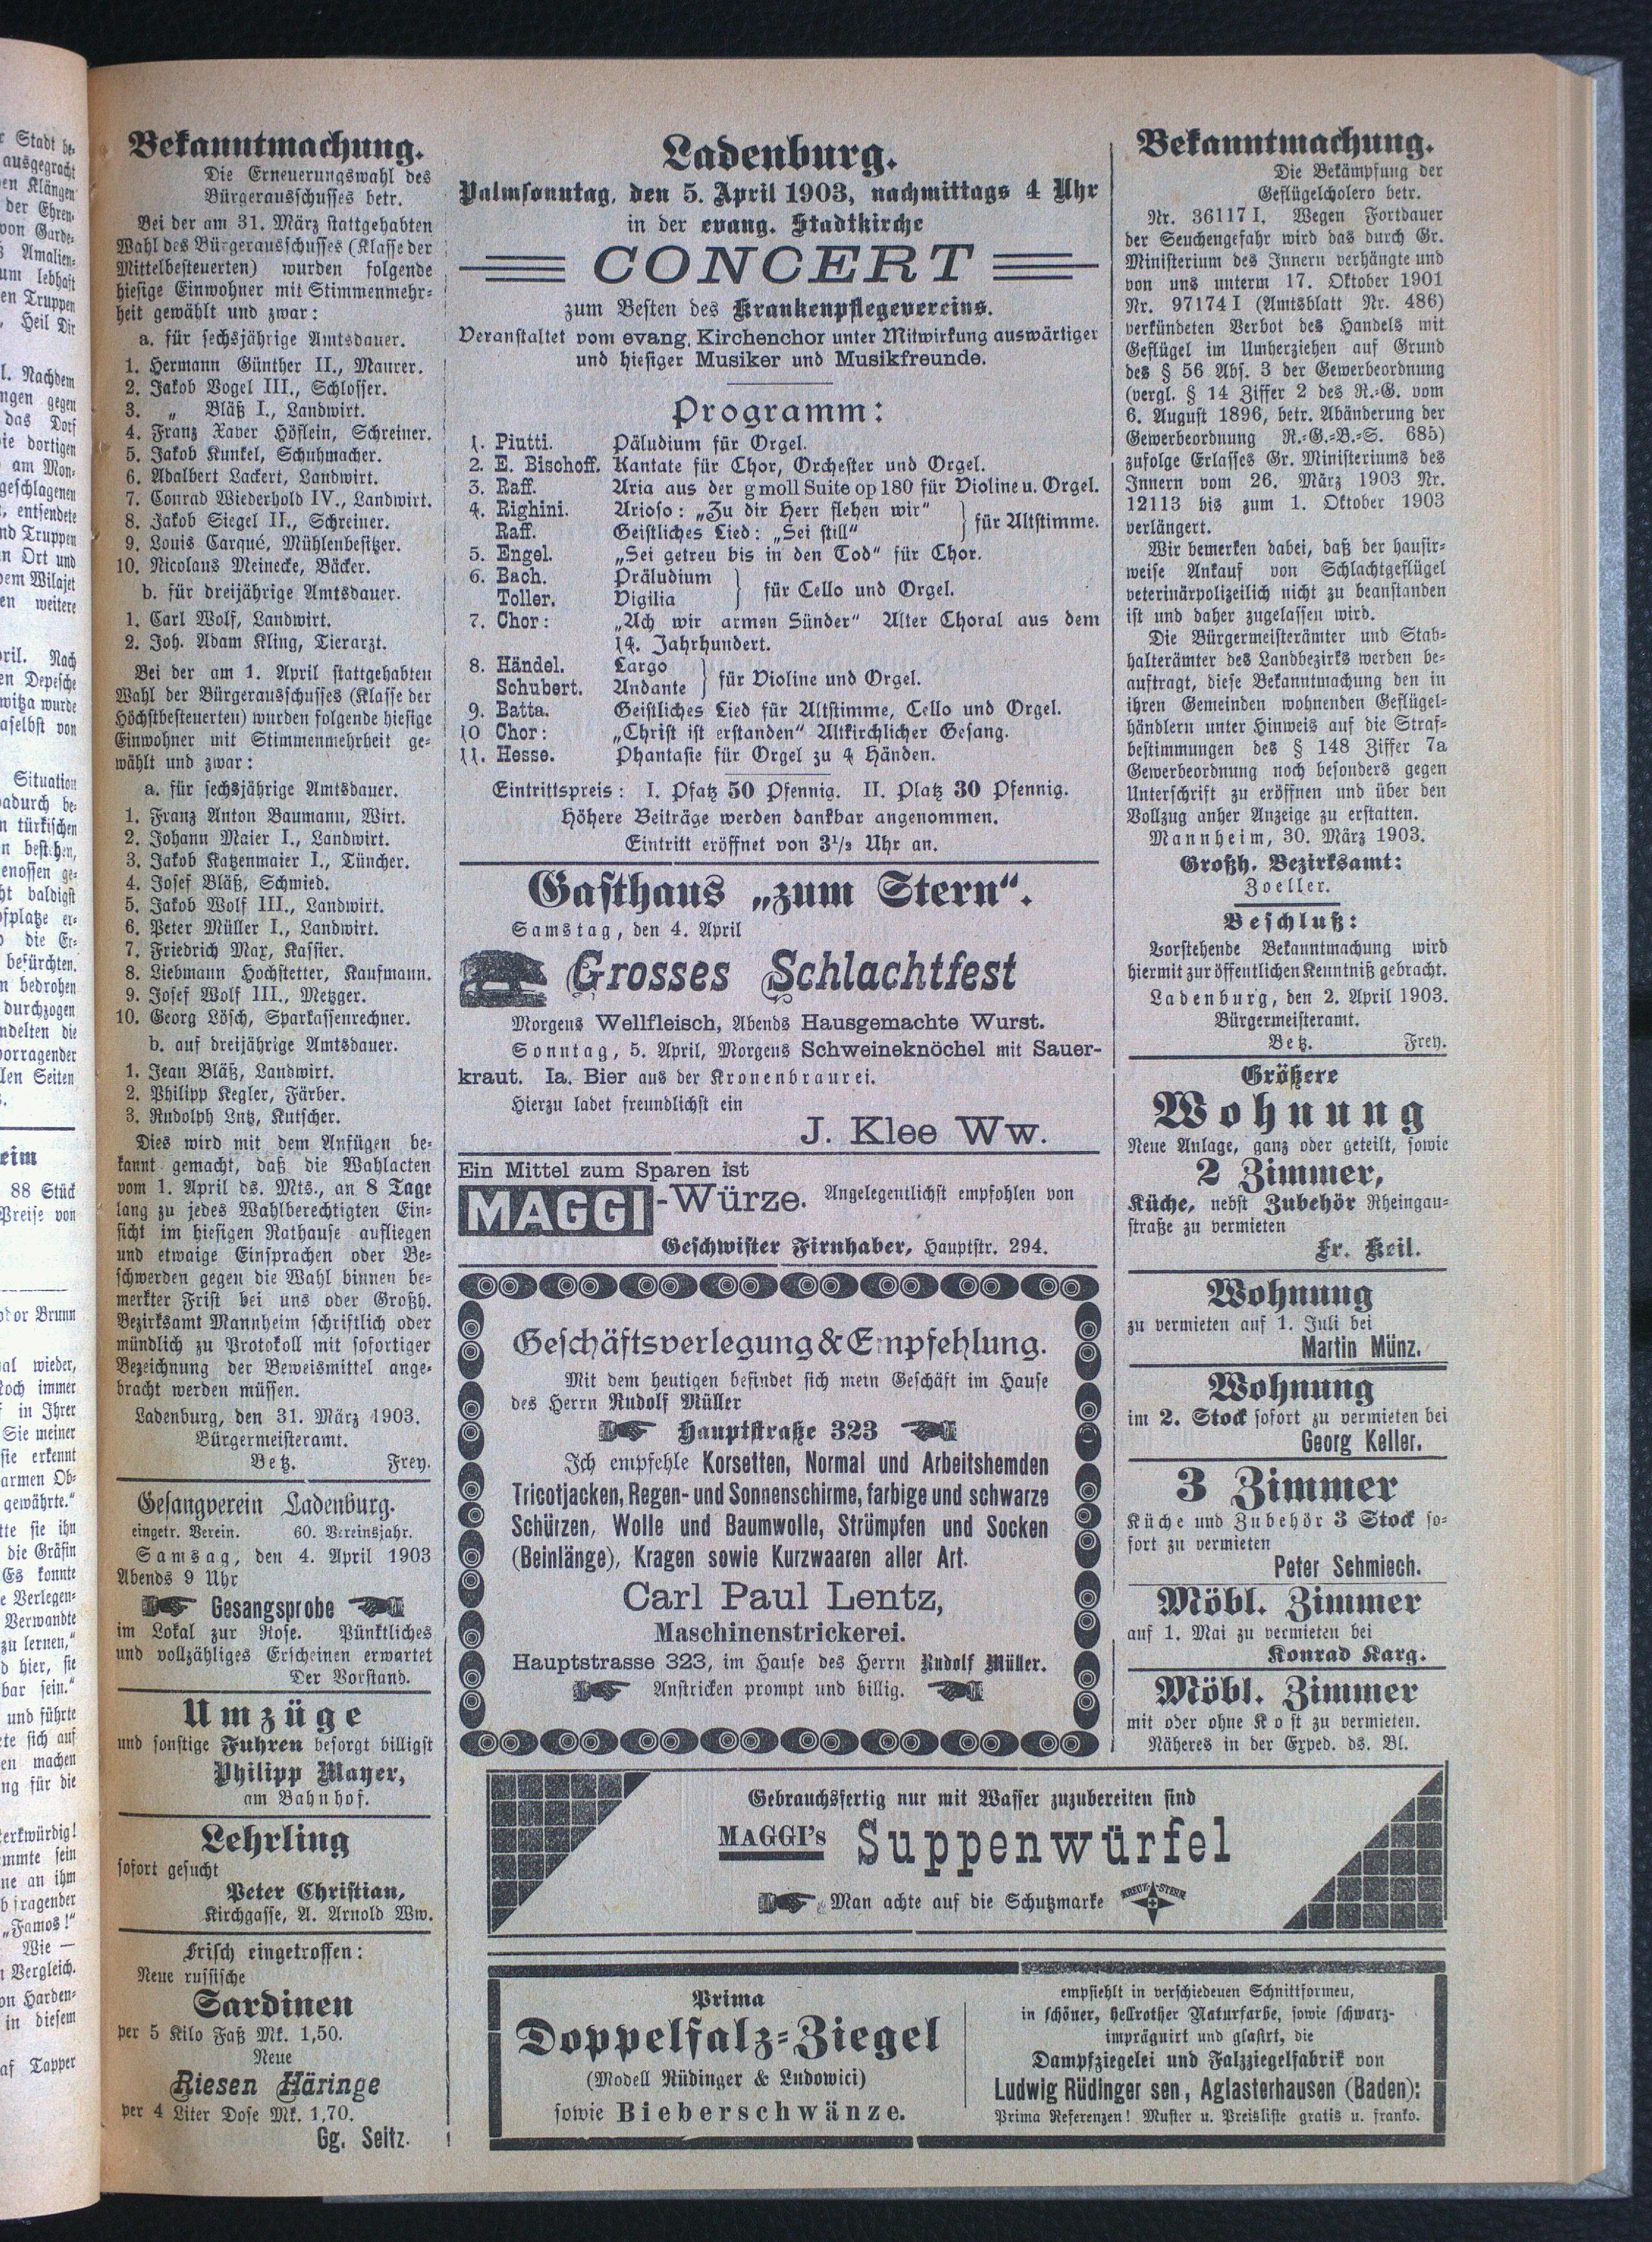 Bekanntmachung.
Die Erneuerungswahl des
Bürgerausschusses betr.
Bei der am 31. März stattgehabten
Wahl des Bürgerausschusses (Klasse der
Mittelbesteuerten) wurden folgende
hiesige Einwohner mit Stimmenmehr-
heit gewählt und zwar:
a. für sechsjährige Amtsdauer.
1. Hermann Günther II., Maurer.
2. Jakob Vogel III., Schlosser.
3. „ Bläß I., Landwirt.
4. Franz Xaver Höflein, Schreiner.
5. Jakob Kunkel, Schuhmacher.
6. Adalbert Lackert, Landwirt.
7. Conrad Wiederhold IV., Landwirt.
8. Jakob Siegel II., Schreiner.
9. Louis Carqué, Mühlenbesitzer.
10. Nicolaus Meinecke, Bäcker.
b. für dreijährige Amtsdauer.
1. Carl Wolf, Landwirt.
2. Joh. Adam Kling, Tierarzt.
Bei der am 1. April stattgehabten
Wahl der Bürgerausschusses (Klasse der
Höchstbesteuerten) wurden folgende hiesige
Einwohner mit Stimmenmehrheit ge-
wählt und zwar:
a. für sechsjährige Amtsdauer.
1. Franz Anton Baumann, Wirt.
2. Johann Maier I., Landwirt.
3. Jakob Katzenmaier I., Tüncher.
4. Josef Bläß, Schmied.
5. Jakob Wolf III., Landwirt.
6. Peter Müller I., Landwirt.
7. Friedrich Max, Kassier.
8. Liebmann Hochstetter, Kaufmann.
9. Josef Wolf III., Metzger.
10. Georg Lösch, Sparkassenrechner.
b. auf dreijährige Amtsdauer.
1. Jean Bläß, Landwirt.
2. Philipp Kegler, Färber.
3. Rudolph Lutz, Kutscher.
Dies wird mit dem Anfügen be-
kannt gemacht, daß die Wahlacten
vom 1. April ds. Mts., an 8 Tage
lang zu jedes Wahlberechtigten Ein-
sicht im hiesigen Rathause aufliegen
und etwaige Einsprachen oder Be-
schwerden gegen die Wahl binnen be-
merkter Frist bei uns oder Großh.
Bezirksamt Mannheim schriftlich oder
mündlich zu Protokoll mit sofortiger
Bezeichnung der Beweismittel ange-
bracht werden müssen.
Ladenburg, den 31. März 1903.
Bürgermeisteramt.
Betz. Frey.
Gesangverein Ladenburg.
eingetr. Verein. 60. Vereinsjahr.
Samsag, den 4. April 1903
Abends 9 Uhr
Gesangsprobe
im Lokal zur Rose. Pünktliches
und vollzähliges Erscheinen erwartet
Der Vorstand.
Umzüge
und sonstige Fuhren besorgt billigst
Philipp Mayer,
am Bahnhof.
Lehrling
sofort gesucht
Peter Christian,
Kirchgasse, A. Arnold Ww.
Frisch eingetroffen:
Neue russische
Sardinen
per 5 Kilo Faß Mk. 1,50.
Neue
Riesen Häringe
per 4 Liter Dose Mk. 1,70.
Gg. Seitz.
Ladenburg.
Palmsonntag, den 5. April 1903, nachmittags 4 Uhr
in der evang. Stadtkirche
CONCERT
zum Besten des Krankenpflegevereins.
Veranstaltet vom evang. Kirchenchor unter Mitwirkung auswärtiger
und hiesiger Musiker und Musikfreunde.
Programm:
1. Piutti. Päludium für Orgel.
2. E. Bischoff. Kantate für Chor, Orchester und Orgel.
3. Raff. Aria aus der g moll Suite op 180 für Violine u. Orgel.
4. Righini. Arioso: „Zu dir Herr flehen wir“
Raff. Geistliches Lied: „Sei still“ für Altstimme.
5. Engel. „Sei getreu bis in den Tod“ für Chor.
6. Bach. Präludium
Toller. Vigilia für Cello und Orgel.
7. Chor: „Ach wir armen Sünder“ Alter Choral aus dem
14. Jahrhundert.
8. Händel. Largo
Schubert. Andante für Violine und Orgel.
9. Batta. Geistliches Lied für Altstimme, Cello und Orgel.
10 Chor: „Christ ist erstanden“ Altkirchlicher Gesang.
11. Hesse. Phantasie für Orgel zu 4 Händen.
Eintrittspreis: I. Pfatz 50 Pfennig. II. Platz 30 Pfennig.
Höhere Beiträge werden dankbar angenommen.
Eintritt eröffnet von 3½ Uhr an.
Gasthaus „zum Stern“.
Samstag, den 4. April
Grosses Schlachtfest
Morgens Wellfleisch, Abends Hausgemachte Wurst.
Sonntag, 5. April, Morgens Schweineknöchel mit Sauer-
kraut. Ia. Bier aus der Kronenbraurei.
Hierzu ladet freundlichst ein
J. Klee Ww.
Ein Mittel zum Sparen ist
MAGGI-Würze. Angelegentlichst empfohlen von
Geschwister Firnhaber, Hauptstr. 294.
Geschäftsverlegung & Empfehlung.
Mit dem heutigen befindet sich mein Geschäft im Hause
des Herrn Rudolf Müller
Hauptstraße 323
Ich empfehle Korsetten, Normal und Arbeitshemden
Tricotjacken, Regen- und Sonnenschirme, farbige und schwarze
Schürzen, Wolle und Baumwolle, Strümpfen und Socken
(Beinlänge), Kragen sowie Kurzwaaren aller Art.
Carl Paul Lentz,
Maschinenstrickerei.
Hauptstrasse 323, im Hause des Herrn Rudolf Müller.
Anstricken prompt und billig.
Bekanntmachung.
Die Bekämpfung der
Geflügelcholero betr.
Nr. 36117 I. Wegen Fortdauer
der Seuchengefahr wird das durch Gr.
Ministerium des Innern verhängte und
von uns unterm 17. Oktober 1901
Nr. 97174 I (Amtsblatt Nr. 486)
verkündeten Verbot des Handels mit
Geflügel im Umherziehen auf Grund
des § 56 Abs. 3 der Gewerbeordnung
(vergl. § 14 Ziffer 2 des R.-G. vom
6. August 1896, betr. Abänderung der
Gewerbeordnung R.-G.-B.-S. 685)
zufolge Erlasses Gr. Ministeriums des
Innern vom 26. März 1903 Nr.
12113 bis zum 1. Oktober 1903
verlängert.
Wir bemerken dabei, daß der hausir-
weise Ankauf von Schlachtgeflügel
veterinärpolizeilich nicht zu beanstanden
ist und daher zugelassen wird.
Die Bürgermeisterämter und Stab-
halterämter des Landbezirks werden be-
auftragt, diese Bekanntmachung den in
ihren Gemeinden wohnenden Geflügel-
händlern unter Hinweis auf die Straf-
bestimmungen des § 148 Ziffer 7a
Gewerbeordnung noch besonders gegen
Unterschrift zu eröffnen und über den
Vollzug anher Anzeige zu erstatten.
Mannheim, 30. März 1903.
Großh. Bezirksamt:
Zoeller.
Beschluß:
Vorstehende Bekanntmachung wird
hiermit zur öffentlichen Kenntniß gebracht.
Ladenburg, den 2. April 1903.
Bürgermeisteramt.
Betz. Frey.
Größere
Wohnung
Neue Anlage, ganz oder geteilt, sowie
2 Zimmer,
Küche, nebst Zubehör Rheingau-
straße zu vermieten
Fr. Keil.
Wohnung
zu vermieten auf 1. Juli bei
Martin Münz.
Wohnung
im 2. Stock sofort zu vermieten bei
Georg Keller.
3 Zimmer
Küche und Zubehör 3 Stock so-
fort zu vermieten
Peter Schmiech.
Möbl. Zimmer
auf 1. Mai zu vermieten bei
Konrad Karg.
Möbl. Zimmer
mit oder ohne Kost zu vermieten.
Näheres in der Exped. ds. Bl.
Gebrauchsfertig nur mit Wasser zuzubereiten sind
MAGGI's Suppenwürfel
Man achte auf die Schutzmarke KREUZ-STERN
Prima
Doppelfalz-Ziegel
(Modell Rüdinger & Ludowici)
sowie Bieberschwänze.
empfiehlt in verschiedenen Schnittformeu,
in schöner, hellrother Naturfarbe, sowie schwarz-
imprägnirt und glasirt, die
Dampfziegelei und Falzziegelfabrik von
Ludwig Rüdinger sen, Aglasterhausen (Baden):
Prima Referenzen! Muster u. Preisliste gratis u. franko.